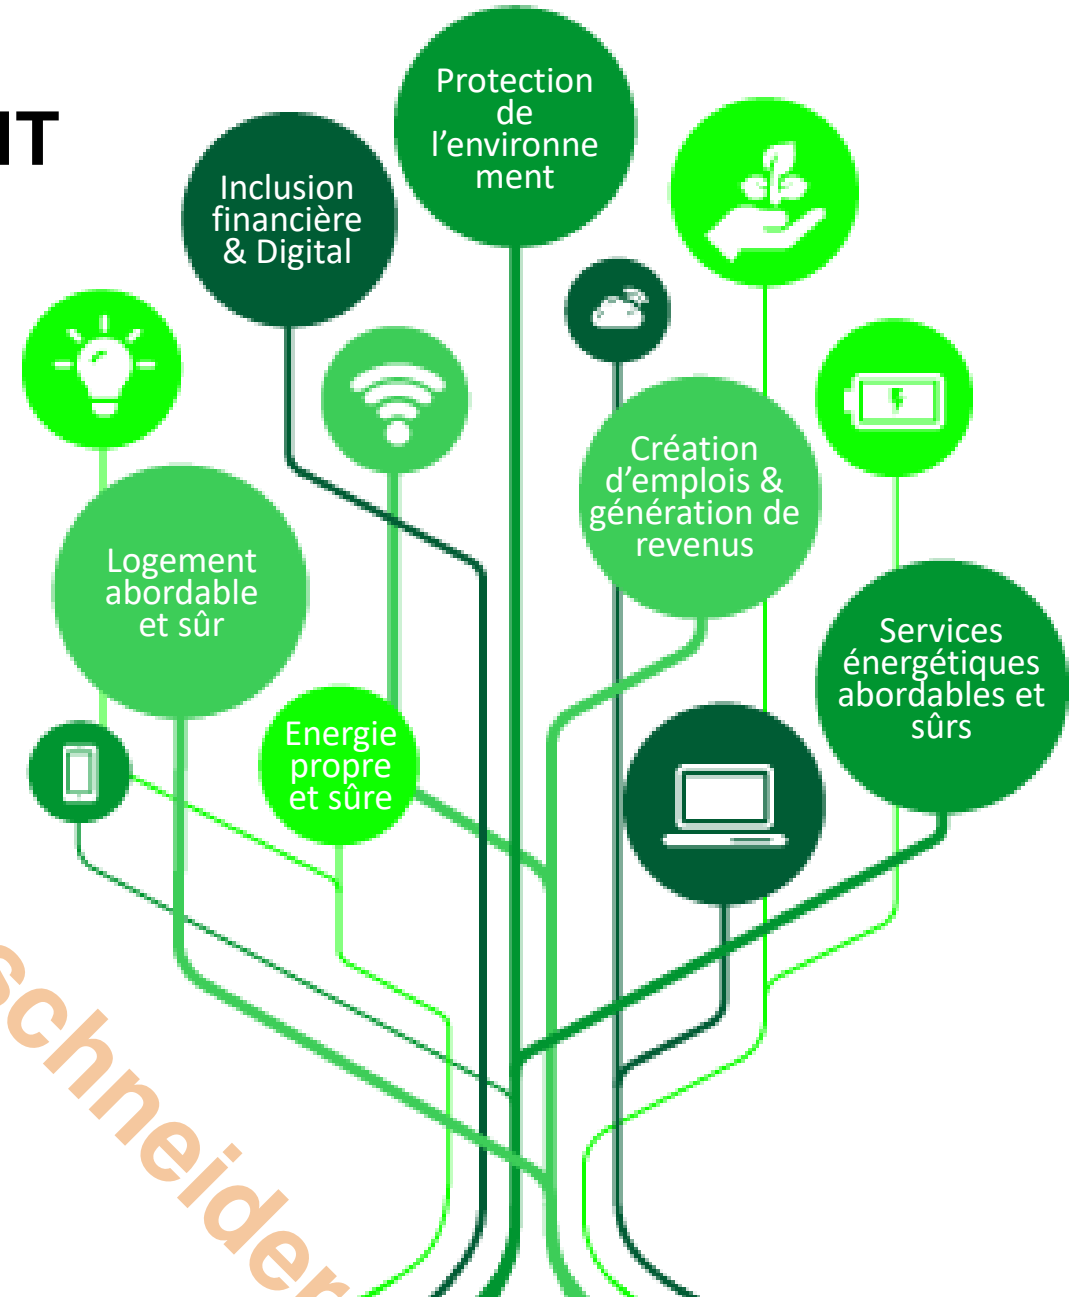 NT
Protection
de
l'environne
ment
Inclusion
financière
& Digital
Création
d'emplois &
génération de
revenus
Logement
abordable
et sûr
Services
énergétiques
abordables et
sûrs
Energie
propre
et sûre
schneider